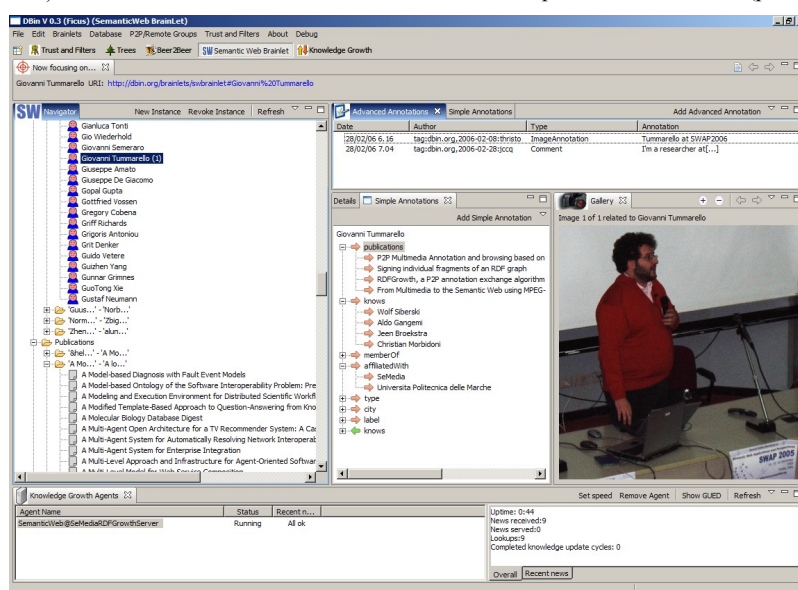 DBin V 0.3 (Ficus) (SemanticWeb BrainLet)
File Edit Brainlets Database P2P/Remote Groups Trust and Filters About Debug
Trust and Filters Trees Beer2Beer SW Semantic Web Brainlet Knowledge Growth
Now focusing on...
Giovanni Tummarello URI: http://dbin.org/brainlets/swbrainlet#Giovanni%20Tummarello
SW Navigator New Instance Revoke Instance Refresh
Gianluca Tonti
Gio Wiederhold
Giovanni Semeraro
Giovanni Tummarello (1)
Giuseppe Amato
Giuseppe De Giacomo
Gopal Gupta
Gottfried Vossen
Gregory Cobena
Griff Richards
Grigoris Antoniou
Grit Denker
Guido Vetere
Guizhen Yang
Gunnar Grimnes
GuoTong Xie
Gustaf Neumann
'Guus...' - 'Norb...'
'Norm...' - 'Zbig...'
'Zhen...' - 'alun...'
Publications
'&hel...' - 'A Mo...'
'A Mo...' - 'A lo...'
A Model-based Diagnosis with Fault Event Models
A Model-based Ontology of the Software Interoperability Problem: Pre
A Modeling and Execution Environment for Distributed Scientific Workfl
A Modified Template-Based Approach to Question-Answering from Kno
A Molecular Biology Database Digest
A Multi-Agent Open Architecture for a TV Recommender System: A Ca
A Multi-Agent System for Automatically Resolving Network Interoperab
A Multi-Agent System for Enterprise Integration
A Multi-Level Approach and Infrastructure for Agent-Oriented Softwar
A Multi-Level Model for Web Service Composition
Advanced Annotations Simple Annotations Add Advanced Annotation
Date Author Type Annotation
28/02/06 6.16 tag:dbin.org,2006-02-08:thristo ImageAnnotation Tummarello at SWAP2006
28/02/06 7.04 tag:dbin.org,2006-02-28:jccq Comment I'm a researcher at[...]
Details Simple Annotations
Add Simple Annotation
Giovanni Tummarello
publications
P2P Multimedia Annotation and browsing based on
Signing individual fragments of an RDF graph
RDFGrowth, a P2P annotation exchange algorithm
From Multimedia to the Semantic Web using MPEG-
knows
Wolf Siberski
Aldo Gangemi
Jeen Broekstra
Christian Morbidoni
memberOf
affiliatedWith
SeMedia
Universita Politecnica delle Marche
type
city
label
knows
Gallery
Image 1 of 1 related to Giovanni Tummarello
SWAP 2005
Knowledge Growth Agents Set speed Remove Agent Show GUED Refresh
Agent Name Status Recent n...
SemanticWeb@SeMediaRDFGrowthServer Running All ok
Uptime: 0:44
News received:9
News served:0
Lookups:9
Completed knowledge update cycles: 0
Overall Recent news